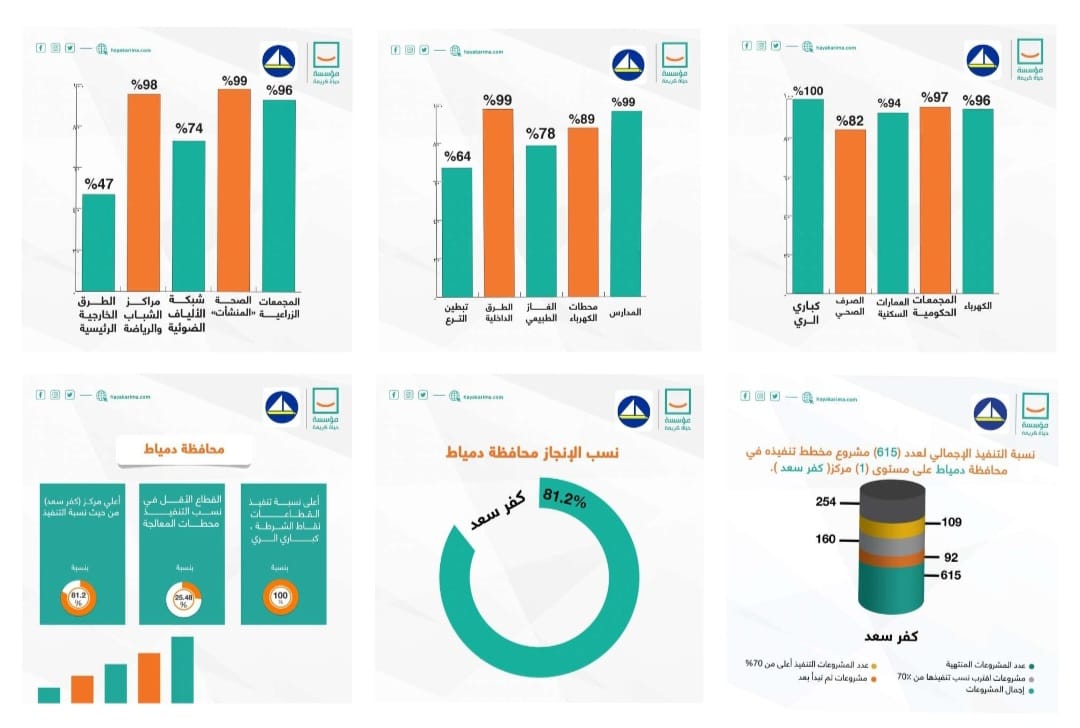 hayakarima.com
مؤسسة
حياة كريمة
%47
%98
%74
%99
%96
الطرق الخارجية الرئيسية
مراكز الشباب والرياضة
شبكة الألياف الضوئية
الصحة «المنشآت»
المجمعات الزراعية
hayakarima.com
مؤسسة
حياة كريمة
%64
%99
%78
%89
%99
تبطين الترع
الطرق الداخلية
الغاز الطبيعي
محطات الكهرباء
المدارس
hayakarima.com
مؤسسة
حياة كريمة
%100
%82
%94
%97
%96
كباري الري
الصرف الصحي
العمارات السكنية
المجمعات الحكومية
الكهرباء
hayakarima.com
مؤسسة
حياة كريمة
محافظة دمياط
أعلى نسبة تنفيذ
القطاعات
نقاط الشرطة ،
كباري الري
بنسبة
100
%
القطاع الأقل في
نسب التنفيذ
محطات المعالجة
بنسبة
25.48
%
أعلي مركز (كفر سعد)
من حيث نسبة التنفيذ
بنسبة
81.2
%
hayakarima.com
مؤسسة
حياة كريمة
نسب الإنجاز محافظة دمياط
كفر سعد
81.2%
hayakarima.com
مؤسسة
حياة كريمة
نسبة التنفيذ الإجمالي لعدد (615) مشروع مخطط تنفيذه في
محافظة دمياط على مستوى (1) مركز( كفر سعد ).
254
109
160
92
615
كفر سعد
عدد المشروعات المنتهية
عدد المشروعات التنفيذ أعلى من 70%
مشروعات اقترب نسب تنفيذها من 70%
مشروعات لم تبدأ بعد
إجمالي المشروعات